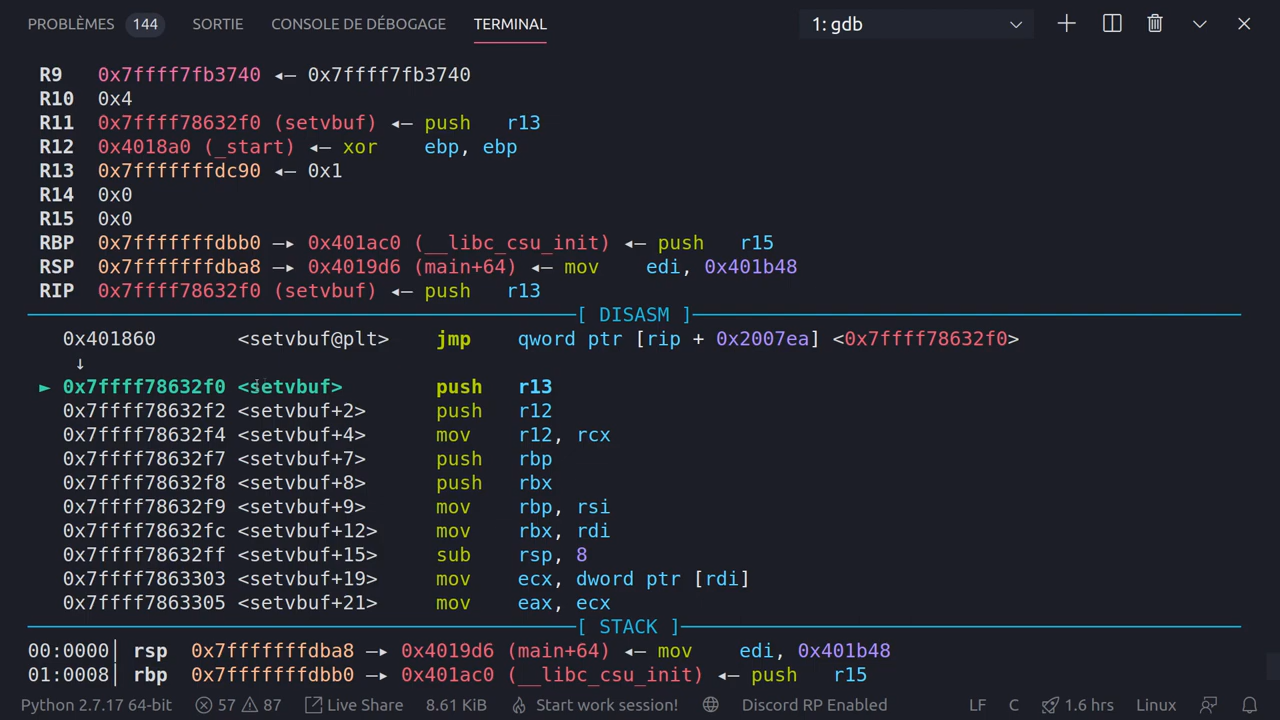 PROBLÈMES 144 SORTIE CONSOLE DE DÉBOGAGE TERMINAL 1: gdb
R9 0x7ffff7fb3740 ◂— 0x7ffff7fb3740
R10 0x4
R11 0x7ffff78632f0 (setvbuf) ◂— push r13
R12 0x4018a0 (_start) ◂— xor ebp, ebp
R13 0x7fffffffdc90 ◂— 0x1
R14 0x0
R15 0x0
RBP 0x7fffffffdbb0 —▸ 0x401ac0 (__libc_csu_init) ◂— push r15
RSP 0x7fffffffdba8 —▸ 0x4019d6 (main+64) ◂— mov edi, 0x401b48
RIP 0x7ffff78632f0 (setvbuf) ◂— push r13
[ DISASM ]
0x401860 <setvbuf@plt> jmp qword ptr [rip + 0x2007ea] <0x7ffff78632f0>
↓
► 0x7ffff78632f0 <setvbuf> push r13
0x7ffff78632f2 <setvbuf+2> push r12
0x7ffff78632f4 <setvbuf+4> mov r12, rcx
0x7ffff78632f7 <setvbuf+7> push rbp
0x7ffff78632f8 <setvbuf+8> push rbx
0x7ffff78632f9 <setvbuf+9> mov rbp, rsi
0x7ffff78632fc <setvbuf+12> mov rbx, rdi
0x7ffff78632ff <setvbuf+15> sub rsp, 8
0x7ffff7863303 <setvbuf+19> mov ecx, dword ptr [rdi]
0x7ffff7863305 <setvbuf+21> mov eax, ecx
[ STACK ]
00:0000│ rsp 0x7fffffffdba8 —▸ 0x4019d6 (main+64) ◂— mov edi, 0x401b48
01:0008│ rbp 0x7fffffffdbb0 —▸ 0x401ac0 (__libc_csu_init) ◂— push r15
Python 2.7.17 64-bit 57 87 Live Share 8.61 KiB Start work session! Discord RP Enabled LF C 1.6 hrs Linux